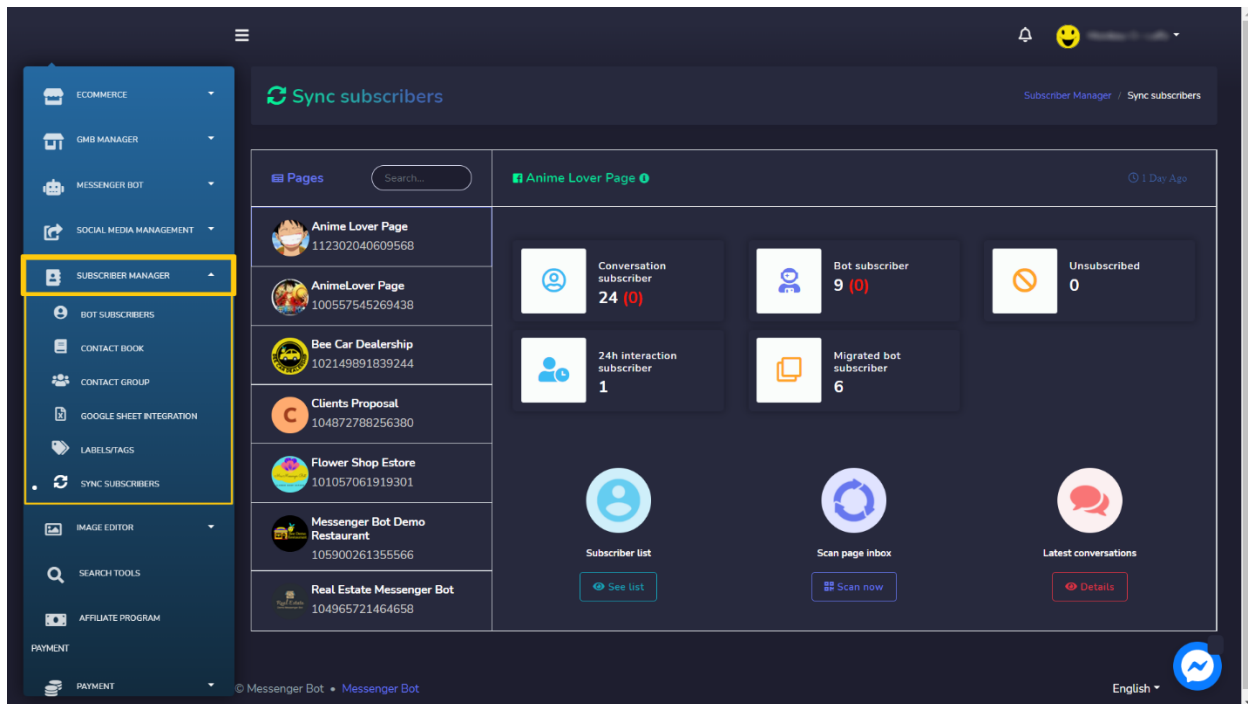 ECOMMERCE
GMB MANAGER
MESSENGER BOT
SOCIAL MEDIA MANAGEMENT
SUBSCRIBER MANAGER
BOT SUBSCRIBERS
CONTACT BOOK
CONTACT GROUP
GOOGLE SHEET INTEGRATION
LABELS/TAGS
SYNC SUBSCRIBERS
IMAGE EDITOR
SEARCH TOOLS
AFFILIATE PROGRAM
PAYMENT
PAYMENT
Sync subscribers
Subscriber Manager / Sync subscribers
Pages
Search...
Anime Lover Page
112302040609568
AnimeLover Page
100557545269438
Bee Car Dealership
102149891839244
C
Clients Proposal
104872788256380
Flower Shop Estore
101057061919301
Messenger Bot Demo
Restaurant
105900261355566
Real Estate Messenger Bot
104965721464658
Anime Lover Page
1 Day Ago
Conversation
subscriber
24 (0)
Bot subscriber
9 (0)
Unsubscribed
0
24h interaction
subscriber
1
Migrated bot
subscriber
6
Subscriber list
See list
Scan page inbox
Scan now
Latest conversations
Details
© Messenger Bot • Messenger Bot
English